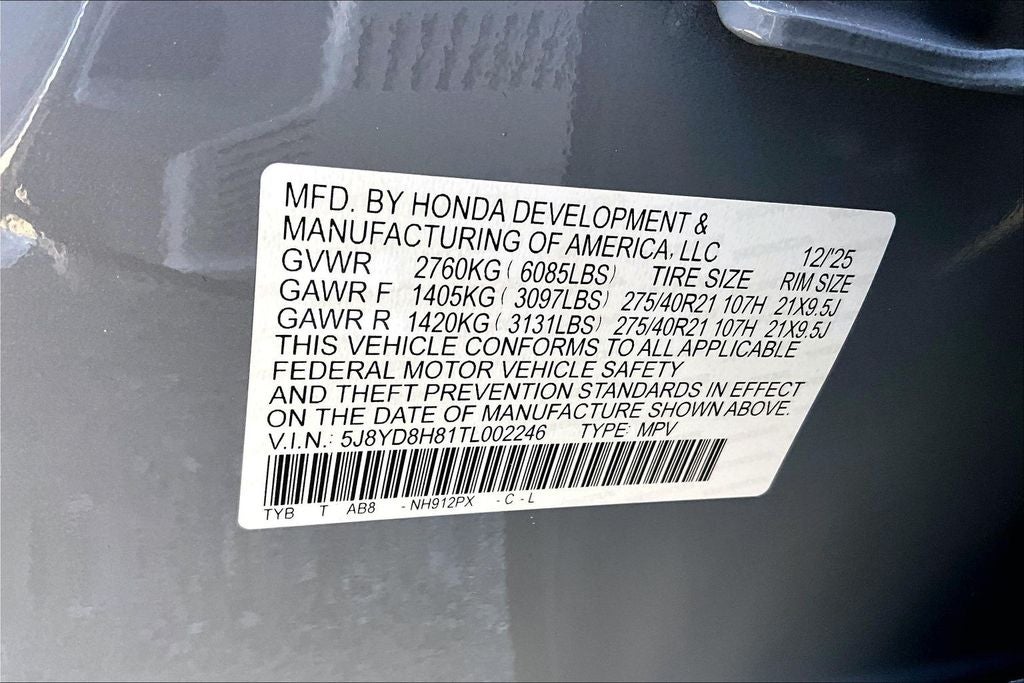 MFD. BY HONDA DEVELOPMENT &
MANUFACTURING OF AMERICA, LLC 12/'25
GVWR 2760KG ( 6085LBS) TIRE SIZE RIM SIZE
GAWR F 1405KG ( 3097LBS) 275/40R21 107H 21X9.5J
GAWR R 1420KG ( 3131LBS) 275/40R21 107H 21X9.5J
THIS VEHICLE CONFORMS TO ALL APPLICABLE
FEDERAL MOTOR VEHICLE SAFETY
AND THEFT PREVENTION STANDARDS IN EFFECT
ON THE DATE OF MANUFACTURE SHOWN ABOVE.
V.I.N.: 5J8YD8H81TL002246 TYPE: MPV
TYB T AB8 - NH912PX - C - L